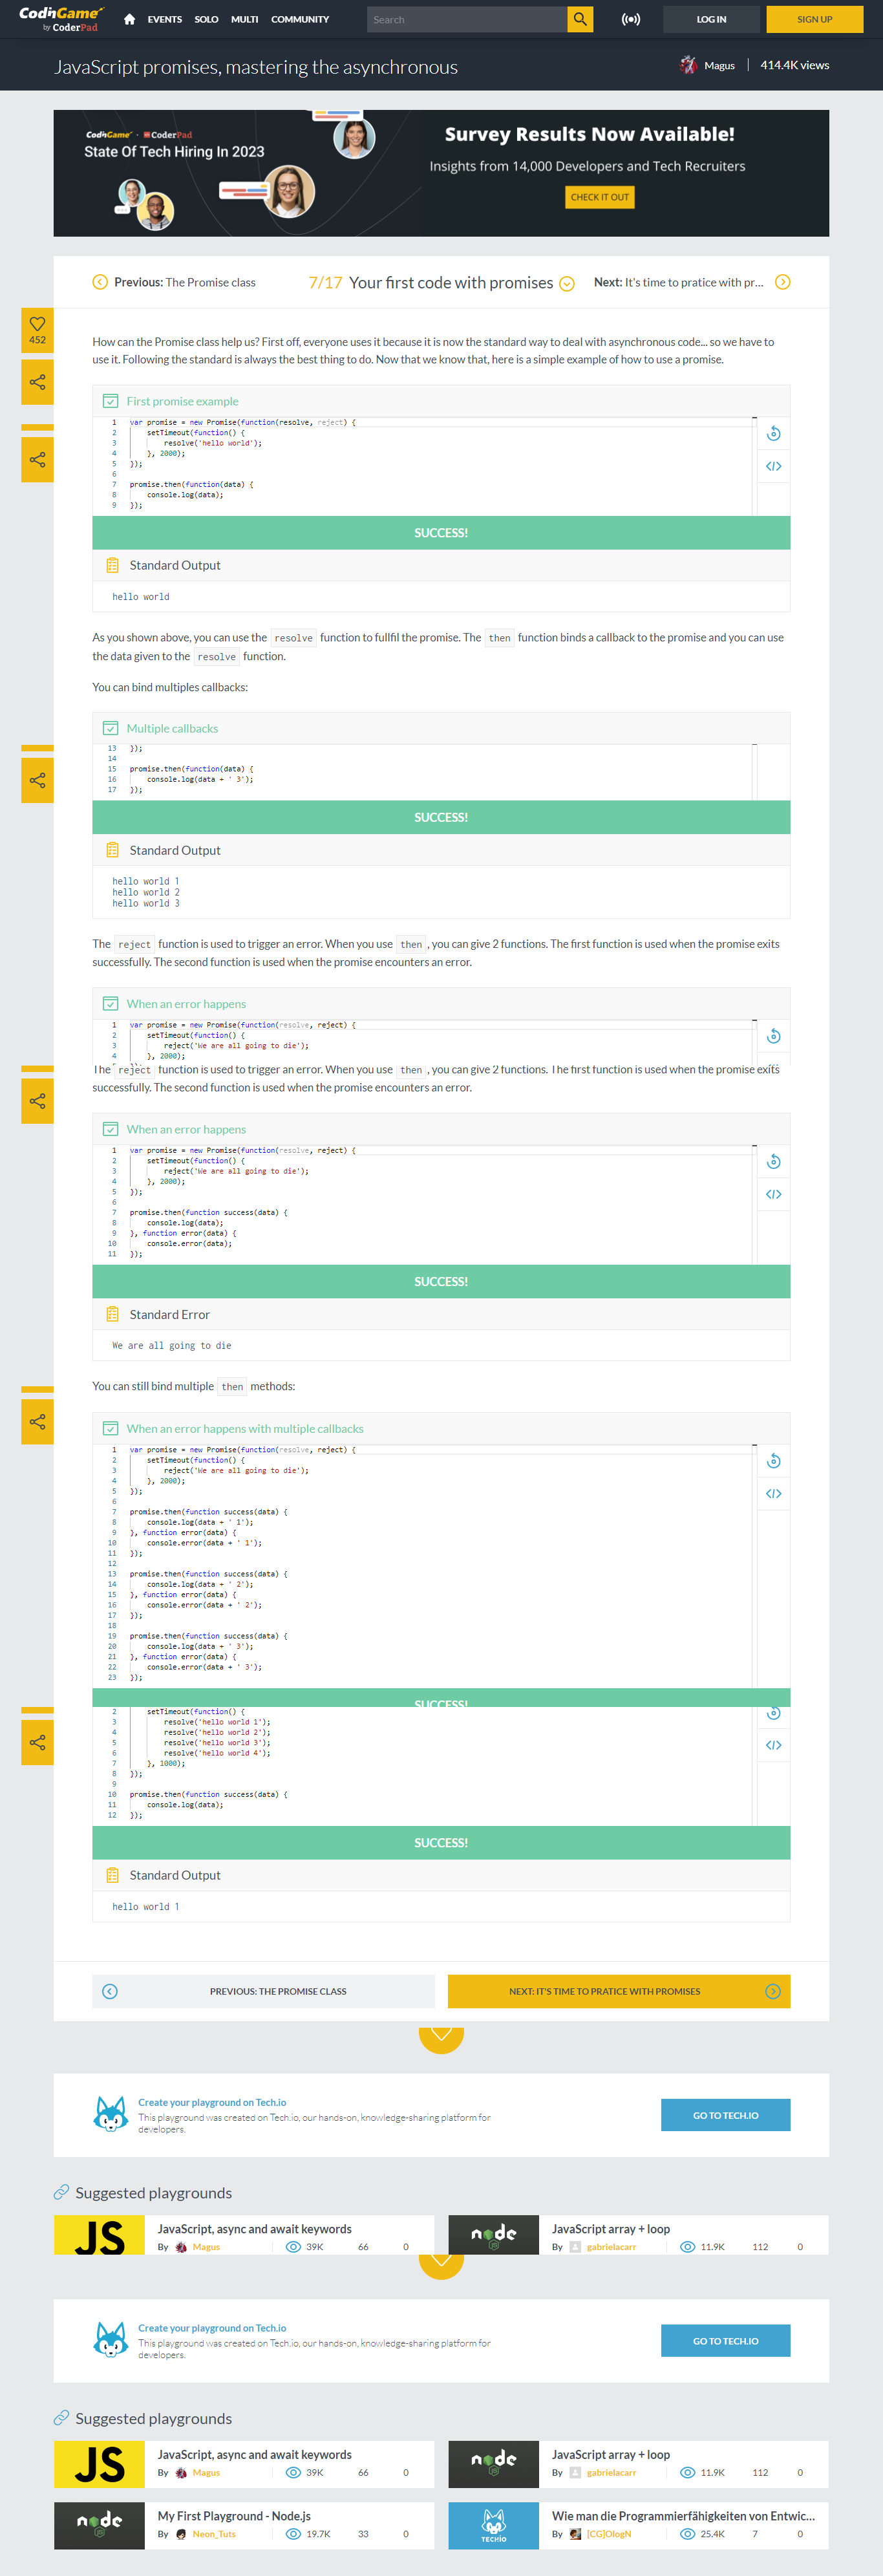 CodinGame
by CoderPad
EVENTS SOLO MULTI COMMUNITY
Search
LOG IN
SIGN UP
JavaScript promises, mastering the asynchronous
Magus
414.4K views
CodinGame · CoderPad
State Of Tech Hiring In 2023
Survey Results Now Available!
Insights from 14,000 Developers and Tech Recruiters
CHECK IT OUT
Previous: The Promise class
7/17 Your first code with promises
Next: It's time to pratice with pr...
452
How can the Promise class help us? First off, everyone uses it because it is now the standard way to deal with asynchronous code... so we have to
use it. Following the standard is always the best thing to do. Now that we know that, here is a simple example of how to use a promise.
First promise example
1 var promise = new Promise(function(resolve, reject) {
2 setTimeout(function() {
3 resolve('hello world');
4 }, 2000);
5 });
6
7 promise.then(function(data) {
8 console.log(data);
9 });
SUCCESS!
Standard Output
hello world
As you shown above, you can use the resolve function to fullfil the promise. The then function binds a callback to the promise and you can use
the data given to the resolve function.
You can bind multiples callbacks:
Multiple callbacks
13 });
14
15 promise.then(function(data) {
16 console.log(data + ' 3');
17 });
SUCCESS!
Standard Output
hello world 1
hello world 2
hello world 3
The reject function is used to trigger an error. When you use then , you can give 2 functions. The first function is used when the promise exits
successfully. The second function is used when the promise encounters an error.
When an error happens
1 var promise = new Promise(function(resolve, reject) {
2 setTimeout(function() {
3 reject('We are all going to die');
4 }, 2000);
The reject function is used to trigger an error. When you use then , you can give 2 functions. The first function is used when the promise exits
successfully. The second function is used when the promise encounters an error.
When an error happens
1 var promise = new Promise(function(resolve, reject) {
2 setTimeout(function() {
3 reject('We are all going to die');
4 }, 2000);
5 });
6
7 promise.then(function success(data) {
8 console.log(data);
9 }, function error(data) {
10 console.error(data);
11 });
SUCCESS!
Standard Error
We are all going to die
You can still bind multiple then methods:
When an error happens with multiple callbacks
1 var promise = new Promise(function(resolve, reject) {
2 setTimeout(function() {
3 reject('We are all going to die');
4 }, 2000);
5 });
6
7 promise.then(function success(data) {
8 console.log(data + ' 1');
9 }, function error(data) {
10 console.error(data + ' 1');
11 });
12
13 promise.then(function success(data) {
14 console.log(data + ' 2');
15 }, function error(data) {
16 console.error(data + ' 2');
17 });
18
19 promise.then(function success(data) {
20 console.log(data + ' 3');
21 }, function error(data) {
22 console.error(data + ' 3');
23 });
SUCCESS!
2 setTimeout(function() {
3 resolve('hello world 1');
4 resolve('hello world 2');
5 resolve('hello world 3');
6 resolve('hello world 4');
7 }, 1000);
8 });
9
10 promise.then(function success(data) {
11 console.log(data);
12 });
SUCCESS!
Standard Output
hello world 1
PREVIOUS: THE PROMISE CLASS
NEXT: IT'S TIME TO PRATICE WITH PROMISES
Create your playground on Tech.io
This playground was created on Tech.io, our hands-on, knowledge-sharing platform for
developers.
GO TO TECH.IO
Suggested playgrounds
JS
JavaScript, async and await keywords
By Magus 39K 66 0
node
JavaScript array + loop
By gabrielacarr 11.9K 112 0
Create your playground on Tech.io
This playground was created on Tech.io, our hands-on, knowledge-sharing platform for
developers.
GO TO TECH.IO
Suggested playgrounds
JS
JavaScript, async and await keywords
By Magus 39K 66 0
node
JavaScript array + loop
By gabrielacarr 11.9K 112 0
node
My First Playground - Node.js
By Neon_Tuts 19.7K 33 0
TECH.IO
Wie man die Programmierfähigkeiten von Entwic...
By [CG]OlogN 25.4K 7 0